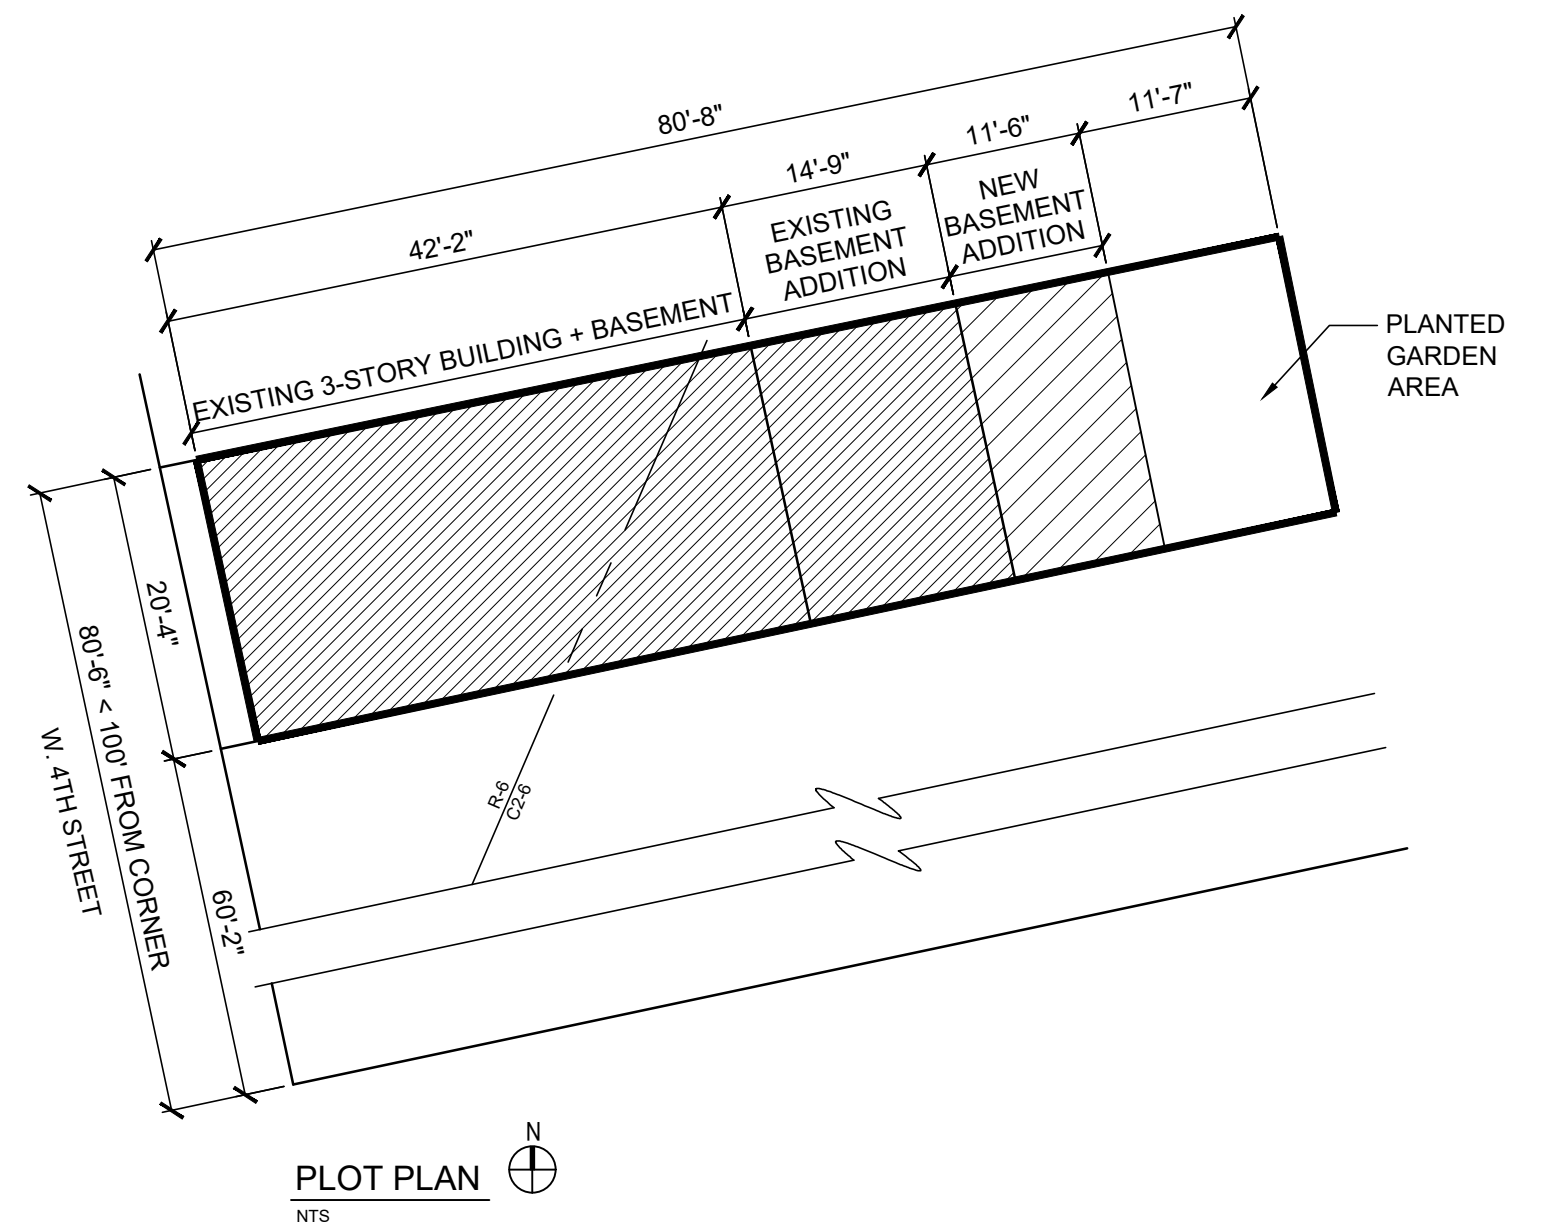 80'-8"
11'-7"
11'-6"
14'-9"
42'-2"
NEW
BASEMENT
ADDITION
EXISTING
BASEMENT
ADDITION
EXISTING 3-STORY BUILDING + BASEMENT
PLANTED
GARDEN
AREA
20'-4"
80'-6" < 100' FROM CORNER
W. 4TH STREET
60'-2"
R-6
C2-6
N
PLOT PLAN
NTS